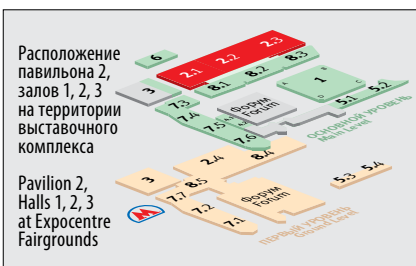 Расположение
павильона 2,
залов 1, 2, 3
на территории
выставочного
комплекса
Pavilion 2,
Halls 1, 2, 3
at Expocentre
Fairgrounds
6
2.1 2.2 2.3
3
8.1 8.2 8.3
7.3
7.4
7.5
7.6
Форум
Forum
1
5.1 5.2
ОСНОВНОЙ УРОВЕНЬ
Main Level
2.4 8.4
3
8.5
7.7
7.2
7.1
Форум
Forum
5.3 5.4
ПЕРВЫЙ УРОВЕНЬ
Ground Level